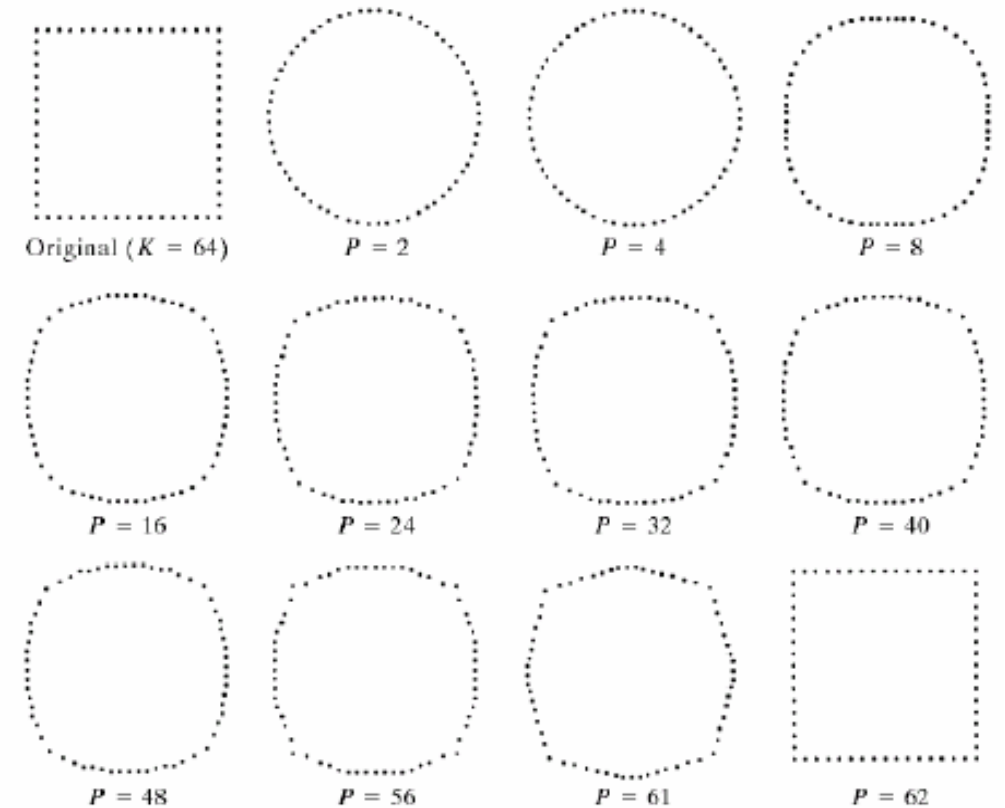 Original (K = 64)
P = 2
P = 4
P = 8
P = 16
P = 24
P = 32
P = 40
P = 48
P = 56
P = 61
P = 62